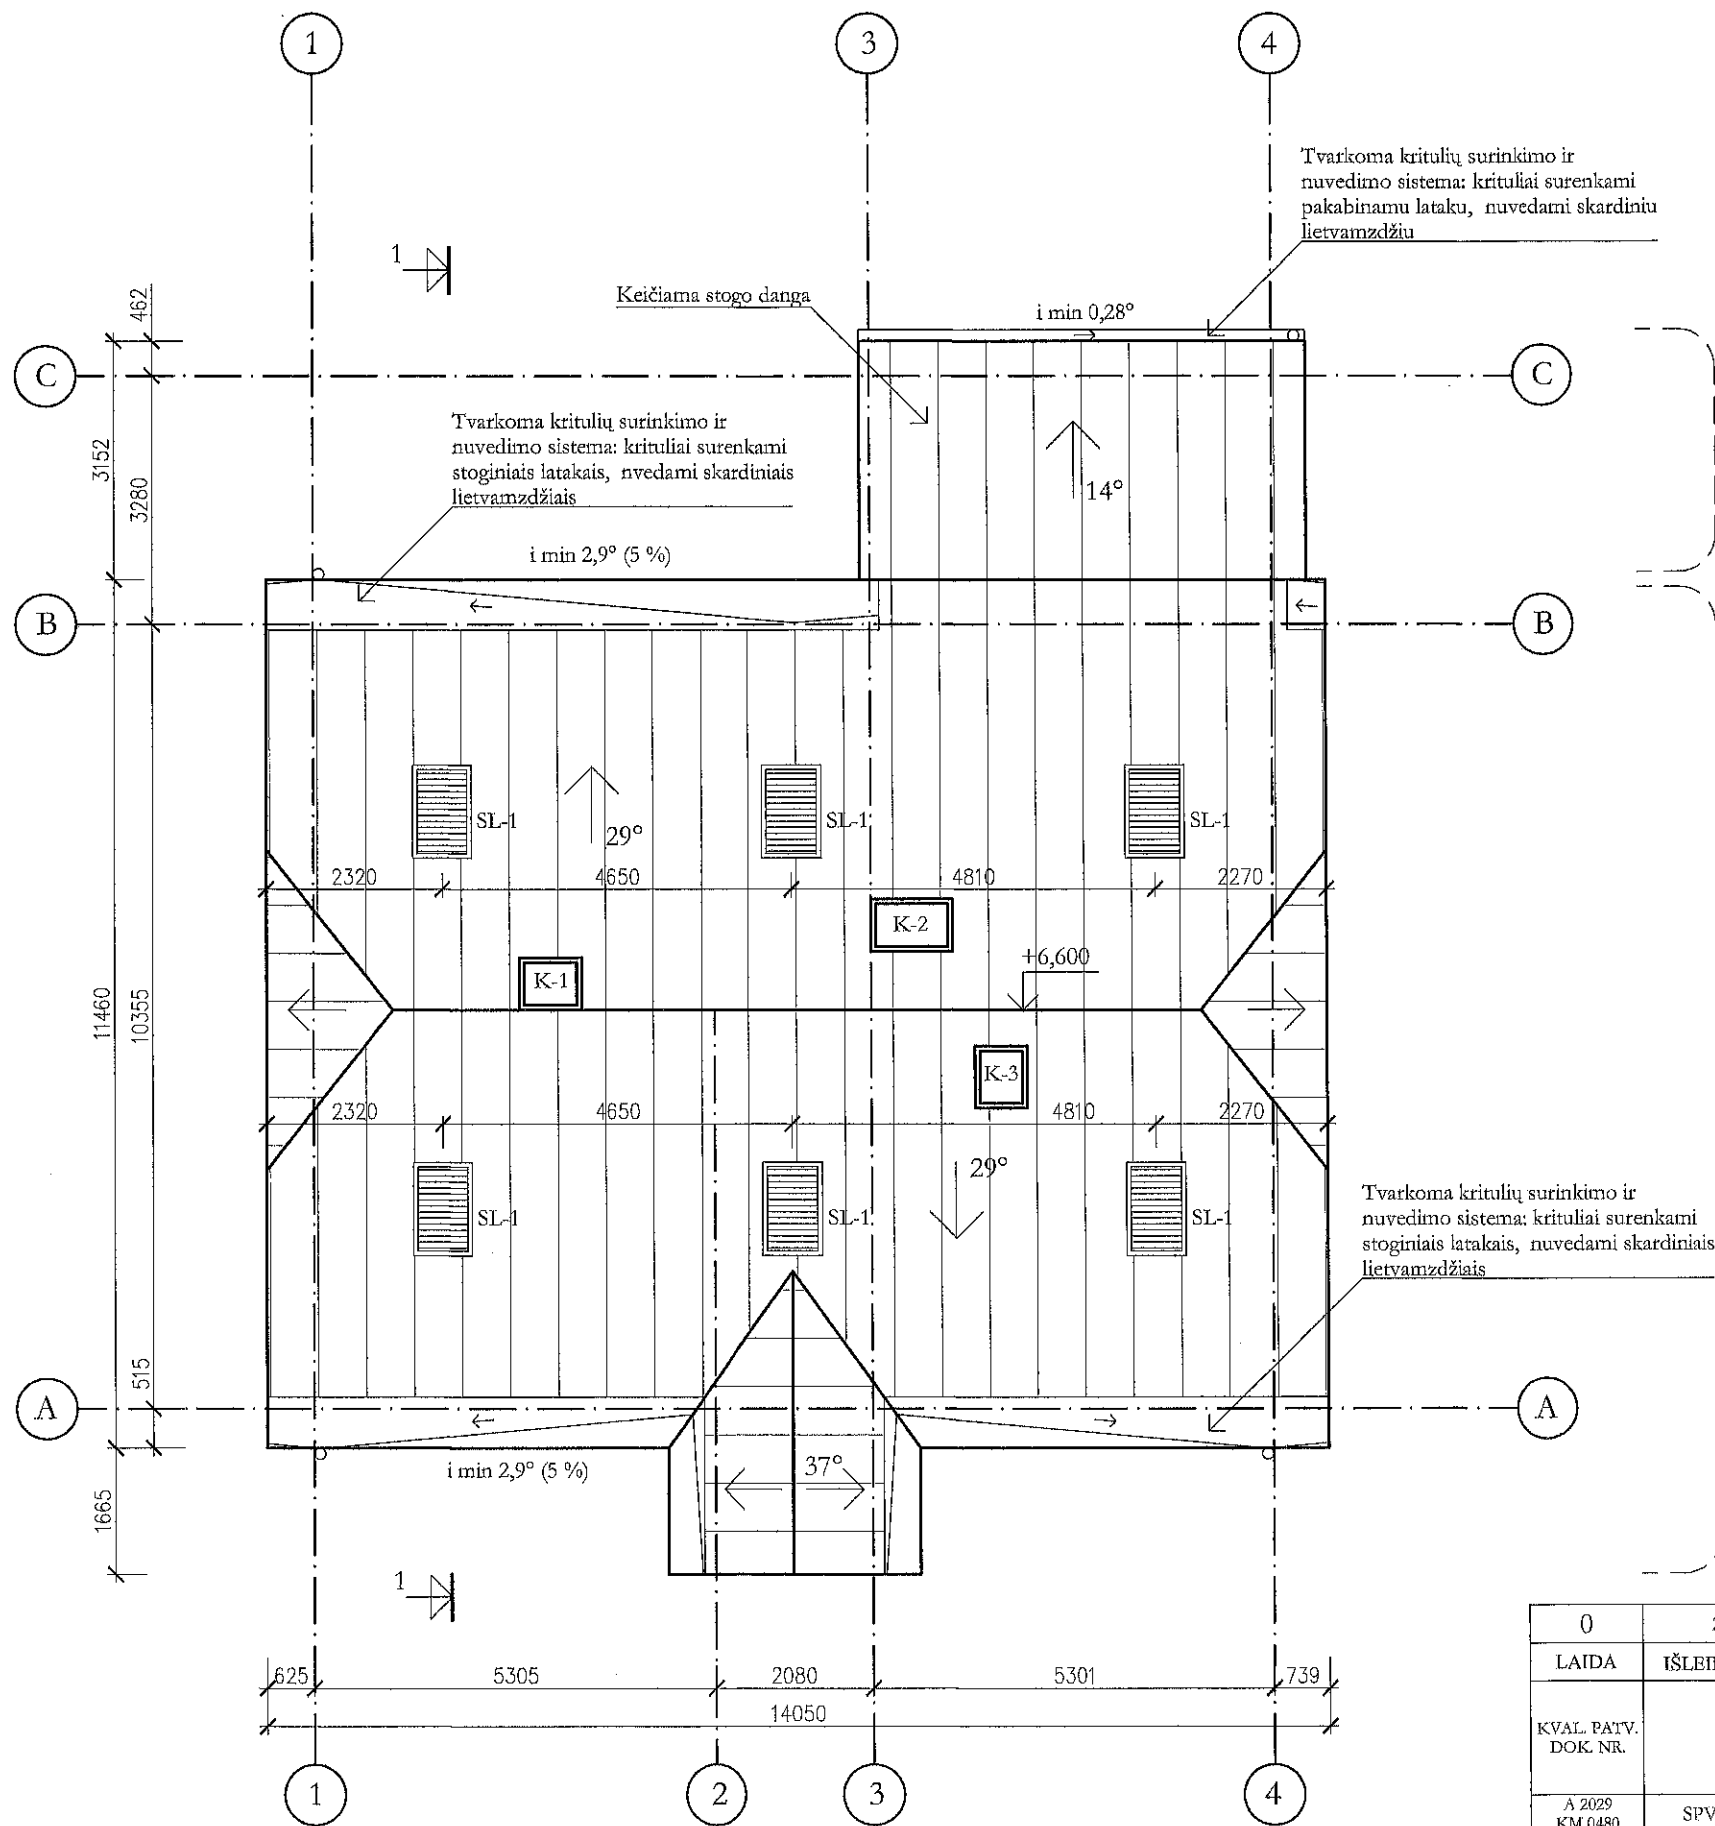 1
3
4
Tvarkoma kritulių surinkimo ir
nuvedimo sistema: krituliai surenkami
pakabinamu lataku, nuvedami skardiniu
lietvamzdžiu
1
Keičiama stogo danga
i min 0,28°
462
C
C
Tvarkoma kritulių surinkimo ir
nuvedimo sistema: krituliai surenkami
stoginiais latakais, nvedami skardiniais
lietvamzdžiais
3152
3280
14°
i min 2,9° (5 %)
B
B
SL-1
SL-1
SL-1
29°
2320
4650
4810
2270
K-2
+6,600
K-1
11460
10355
K-3
2320
4650
4810
2270
29°
SL-1
SL-1
SL-1
Tvarkoma kritulių surinkimo ir
nuvedimo sistema: krituliai surenkami
stoginiais latakais, nuvedami skardiniais
lietvamzdžiais
515
A
A
i min 2,9° (5 %)
37°
1665
1
0
LAIDA
625
5305
2080
5301
739
14050
KVAL. PATV.
DOK. NR.
1
2
3
4
A 2029
KM 0480
SPV